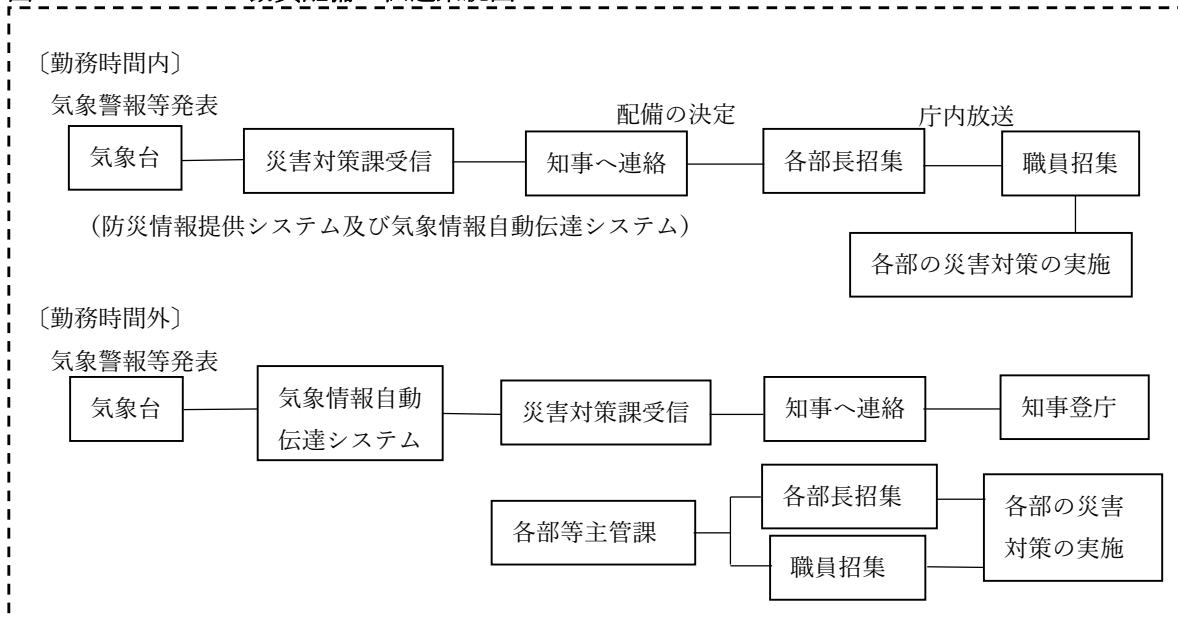 〔勤務時間内〕
気象警報等発表
配備の決定
庁内放送
気象台
災害対策課受信
知事へ連絡
各部長招集
職員招集
（防災情報提供システム及び気象情報自動伝達システム）
各部の災害対策の実施
〔勤務時間外〕
気象警報等発表
気象台
気象情報自動
伝達システム
災害対策課受信
知事へ連絡
知事登庁
各部等主管課
各部長招集
職員招集
各部の災害
対策の実施